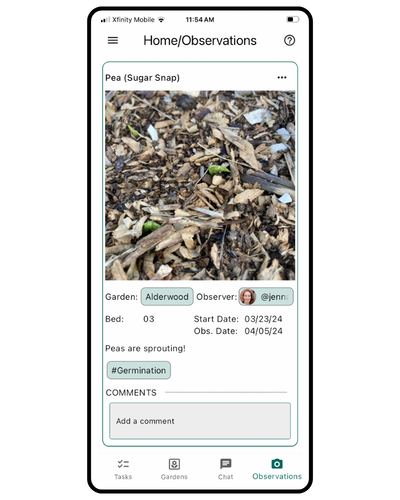 Xfinity Mobile 11:54 AM
Home/Observations
Pea (Sugar Snap)
Garden: Alderwood Observer: @jenn
Bed: 03 Start Date: 03/23/24
Obs. Date: 04/05/24
Peas are sprouting!
#Germination
COMMENTS
Add a comment
Tasks Gardens Chat Observations